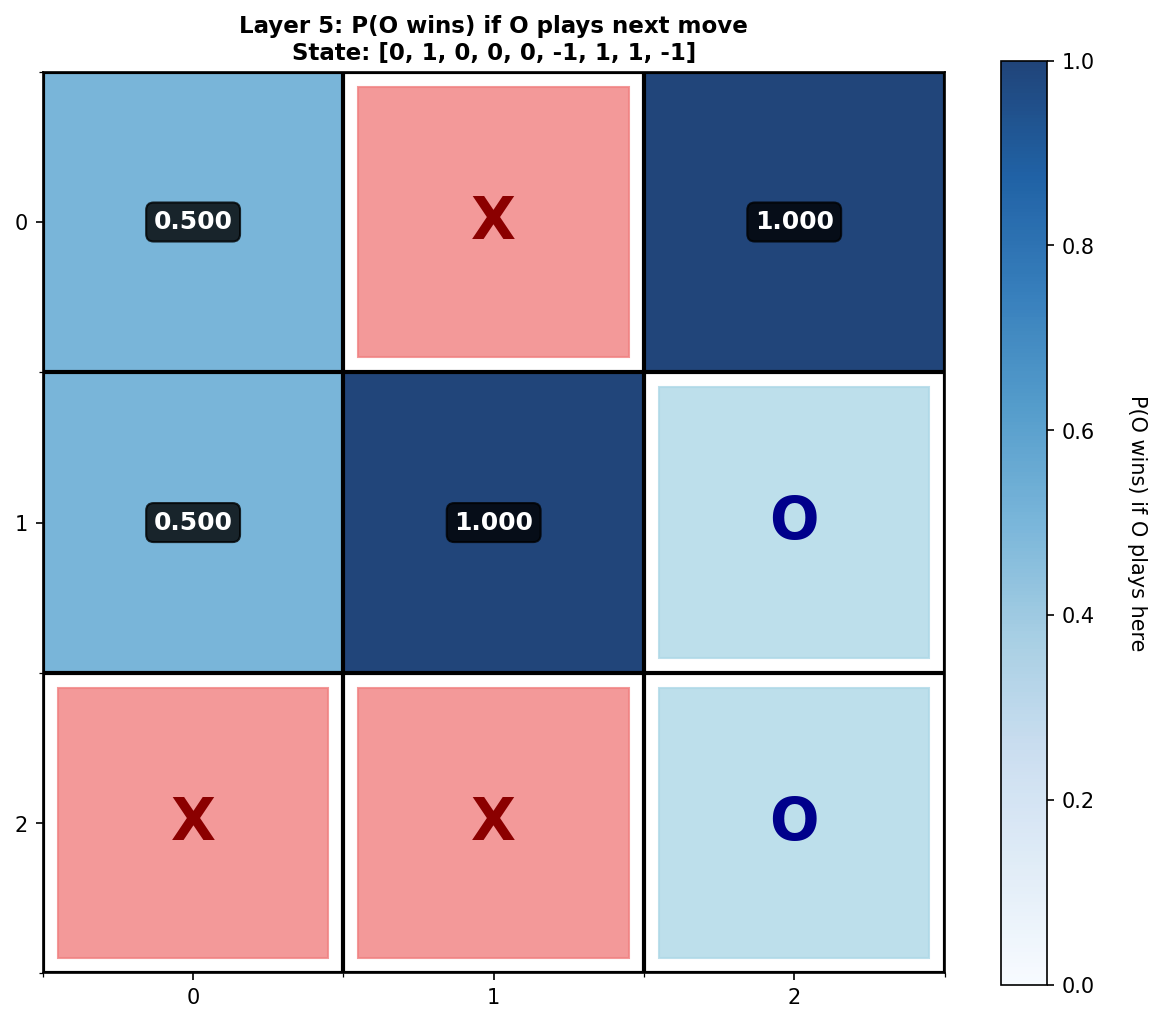 Layer 5: P(O wins) if O plays next move
State: [0, 1, 0, 0, 0, -1, 1, 1, -1]
0.500
X
1.000
0.500
1.000
O
X
X
O
0
1
2
0
1
2
1.0
0.8
0.6
0.4
0.2
0.0
P(O wins) if O plays here